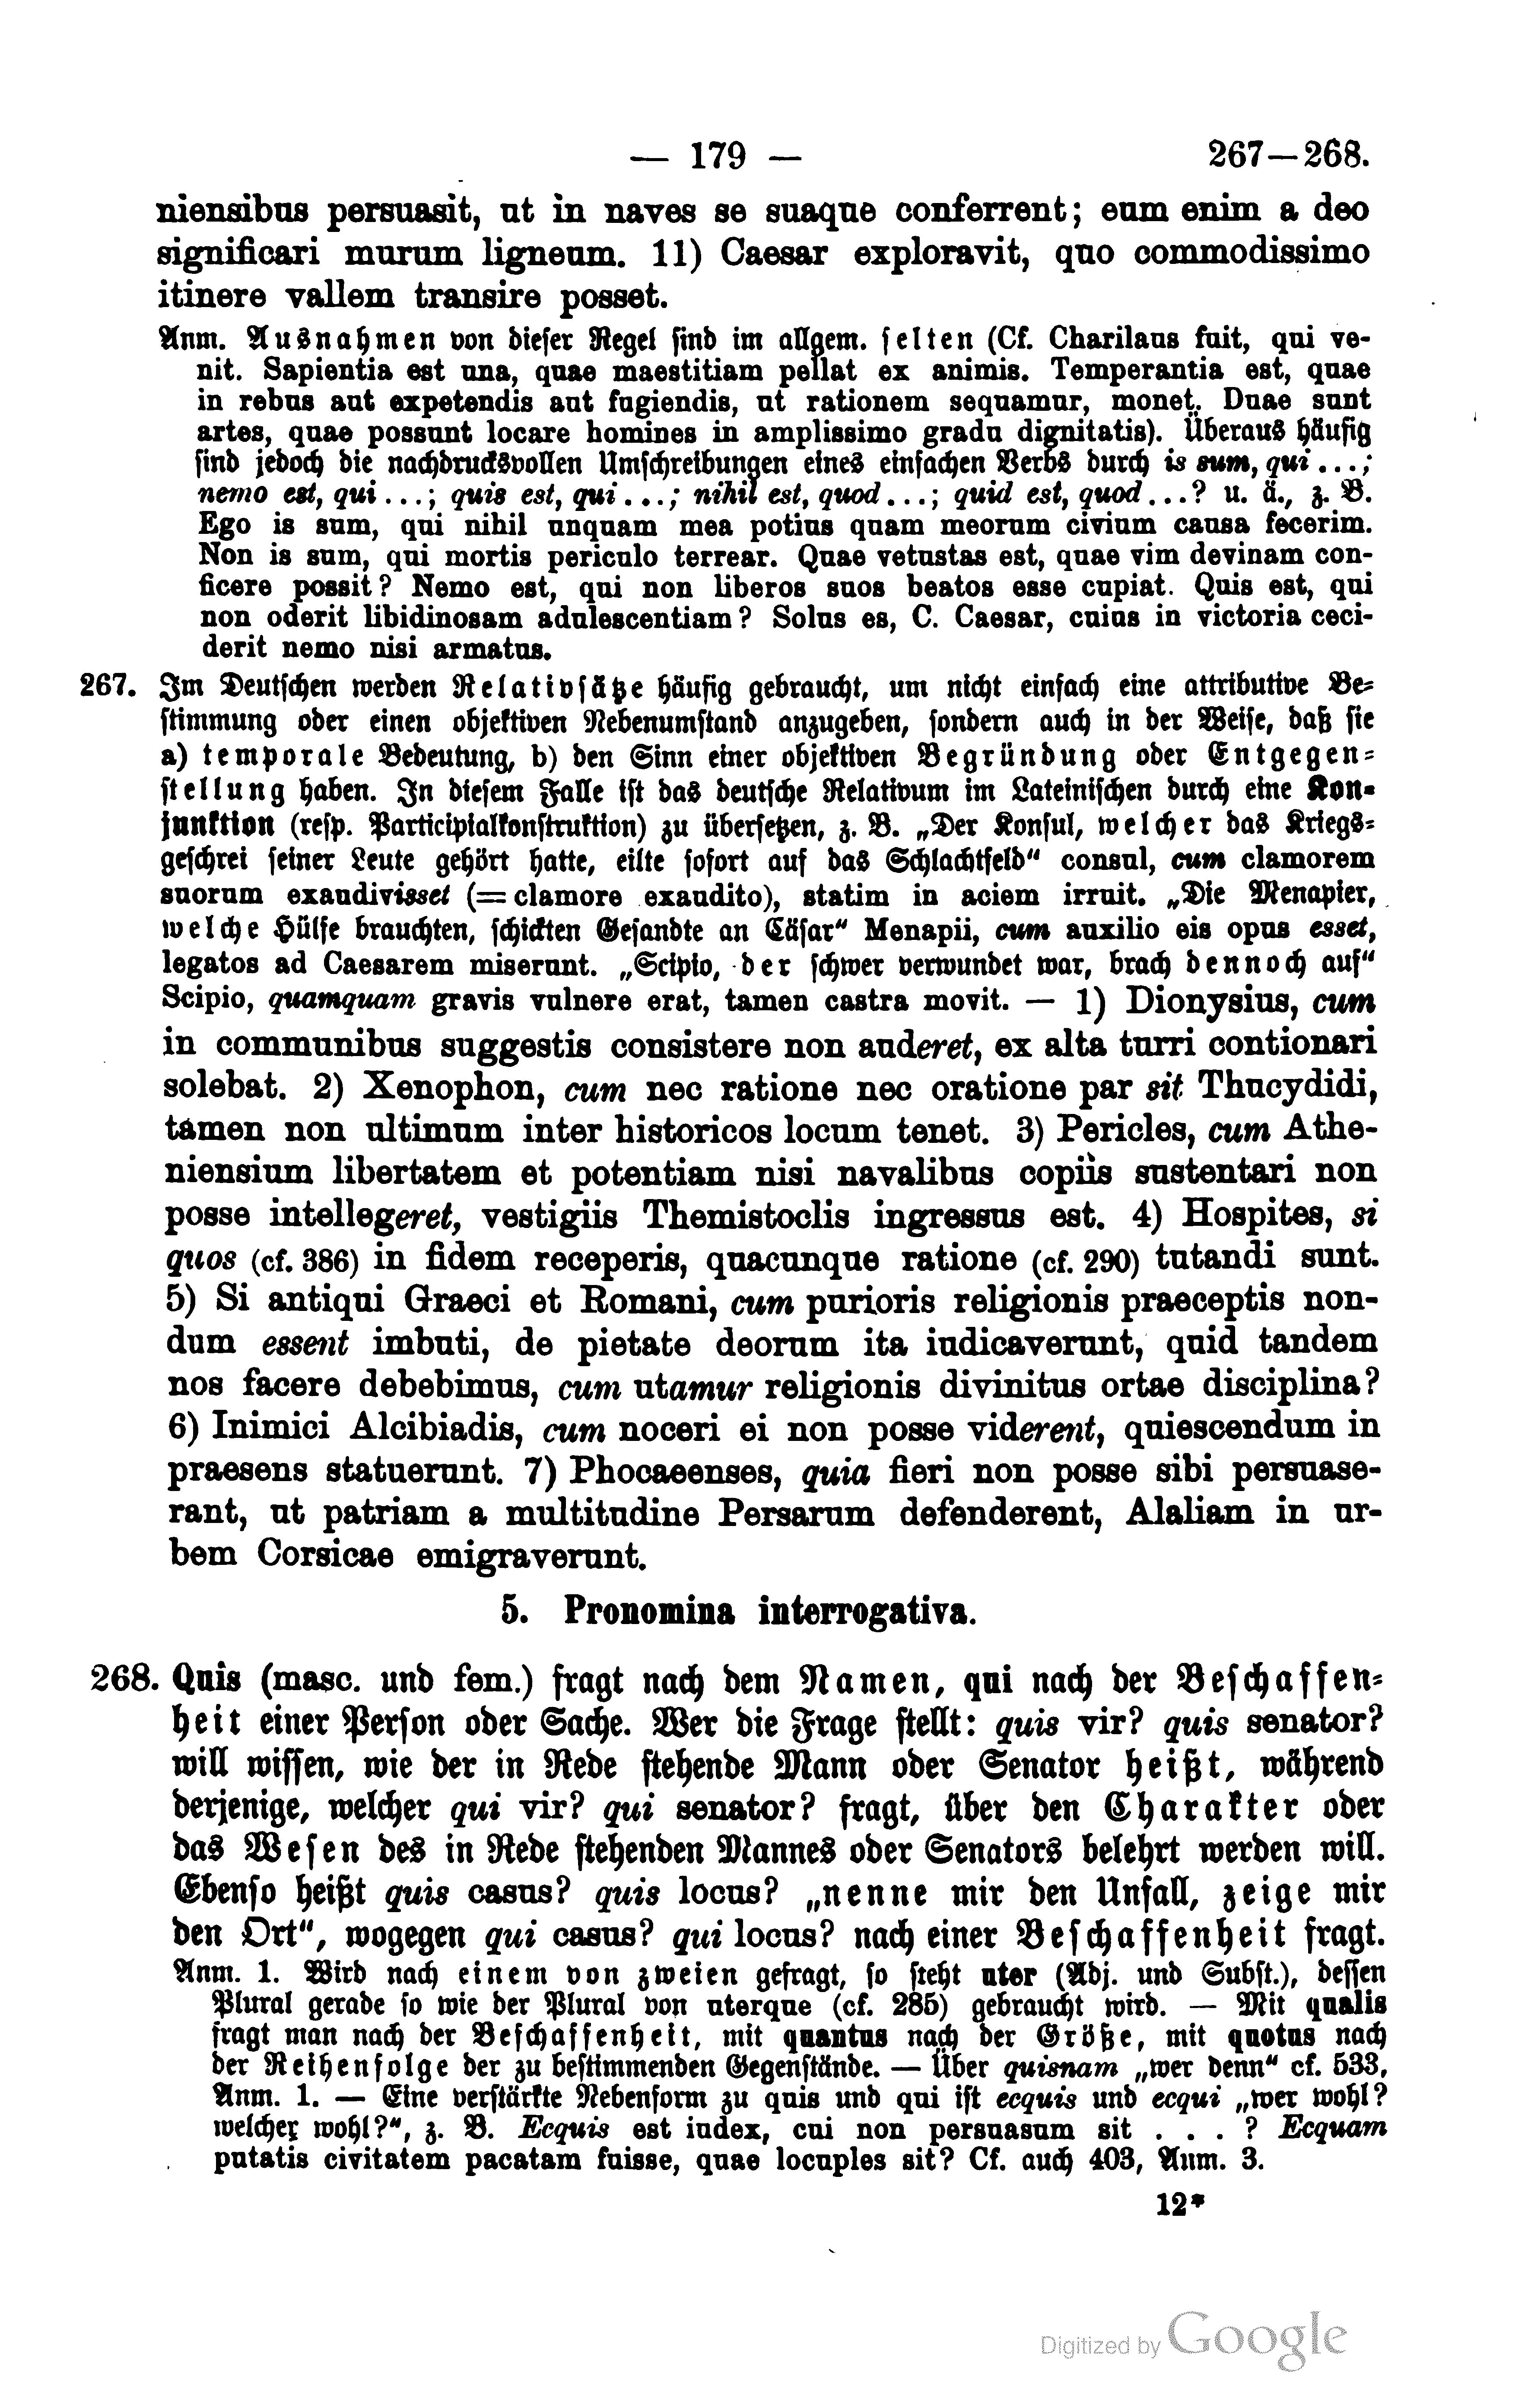 — 179 — 267—268.
niensibus persuasit, ut in naves se suaque conferrent; eum enim a deo
significari murum ligneum. 11) Caesar exploravit, quo commodissimo
itinere vallem transire posset.
Anm. Ausnahmen von dieser Regel sind im allgem. selten (Cf. Charilaus fuit, qui ve-
nit. Sapientia est una, quae maestitiam pellat ex animis. Temperantia est, quae
in rebus aut expetendis aut fugiendis, ut rationem sequamur, monet. Duae sunt
artes, quae possunt locare homines in amplissimo gradu dignitatis). Überaus häufig
sind jedoch die nachdrucksvollen Umschreibungen eines einfachen Verbs durch is sum, qui ...;
nemo est, qui ...; quis est, qui ...; nihil est, quod ...; quid est, quod ...? u. ä., z. B.
Ego is sum, qui nihil unquam mea potius quam meorum civium causa fecerim.
Non is sum, qui mortis periculo terrear. Quae vetustas est, quae vim devinam con-
ficere possit? Nemo est, qui non liberos suos beatos esse cupiat. Quis est, qui
non oderit libidinosam adulescentiam? Solus es, C. Caesar, cuius in victoria ceci-
derit nemo nisi armatus.
267. Im Deutschen werden Relativsätze häufig gebraucht, um nicht einfach eine attributive Be-
stimmung oder einen objektiven Nebenumstand anzugeben, sondern auch in der Weise, daß sie
a) temporale Bedeutung, b) den Sinn einer objektiven Begründung oder Entgegen-
stellung haben. In diesem Falle ist das deutsche Relativum im Lateinischen durch eine Kon-
junktion (resp. Participialkonstruktion) zu übersetzen, z. B. „Der Konsul, welcher das Kriegs-
geschrei seiner Leute gehört hatte, eilte sofort auf das Schlachtfeld“ consul, cum clamorem
suorum exaudivisset (= clamore exaudito), statim in aciem irruit. „Die Menapier,
welche Hülfe brauchten, schickten Gesandte an Cäsar“ Menapii, cum auxilio eis opus esset,
legatos ad Caesarem miserunt. „Scipio, der schwer verwundet war, brach dennoch auf“
Scipio, quamquam gravis vulnere erat, tamen castra movit. — 1) Dionysius, cum
in communibus suggestis consistere non auderet, ex alta turri contionari
solebat. 2) Xenophon, cum nec ratione nec oratione par sit Thucydidi,
tamen non ultimum inter historicos locum tenet. 3) Pericles, cum Athe-
niensium libertatem et potentiam nisi navalibus copiis sustentari non
posse intellegeret, vestigiis Themistoclis ingressus est. 4) Hospites, si
quos (cf. 386) in fidem receperis, quacunque ratione (cf. 290) tutandi sunt.
5) Si antiqui Graeci et Romani, cum purioris religionis praeceptis non-
dum essent imbuti, de pietate deorum ita iudicaverunt, quid tandem
nos facere debebimus, cum utamur religionis divinitus ortae disciplina?
6) Inimici Alcibiadis, cum noceri ei non posse viderent, quiescendum in
praesens statuerunt. 7) Phocaeenses, quia fieri non posse sibi persuase-
rant, ut patriam a multitudine Persarum defenderent, Alaliam in ur-
bem Corsicae emigraverunt.
5. Pronomina interrogativa.
268. Quis (masc. und fem.) fragt nach dem Namen, qui nach der Beschaffen-
heit einer Person oder Sache. Wer die Frage stellt: quis vir? quis senator?
will wissen, wie der in Rede stehende Mann oder Senator heißt, während
derjenige, welcher qui vir? qui senator? fragt, über den Charakter oder
das Wesen des in Rede stehenden Mannes oder Senators belehrt werden will.
Ebenso heißt quis casus? quis locus? „nenne mir den Unfall, zeige mir
den Ort“, wogegen qui casus? qui locus? nach einer Beschaffenheit fragt.
Anm. 1. Wird nach einem von zweien gefragt, so steht uter (Adj. und Subst.), dessen
Plural gerade so wie der Plural von uterque (cf. 285) gebraucht wird. — Mit qualis
fragt man nach der Beschaffenheit, mit quantus nach der Größe, mit quotus nach
der Reihenfolge der zu bestimmenden Gegenstände. — Über quisnam „wer denn“ cf. 533,
Anm. 1. — Eine verstärkte Nebenform zu quis und qui ist ecquis und ecqui „wer wohl?
welcher wohl?“, z. B. Ecquis est iudex, cui non persuasum sit . . . ? Ecquam
putatis civitatem pacatam fuisse, quae locuples sit? Cf. auch 403, Anm. 3.
12*
Digitized by Google